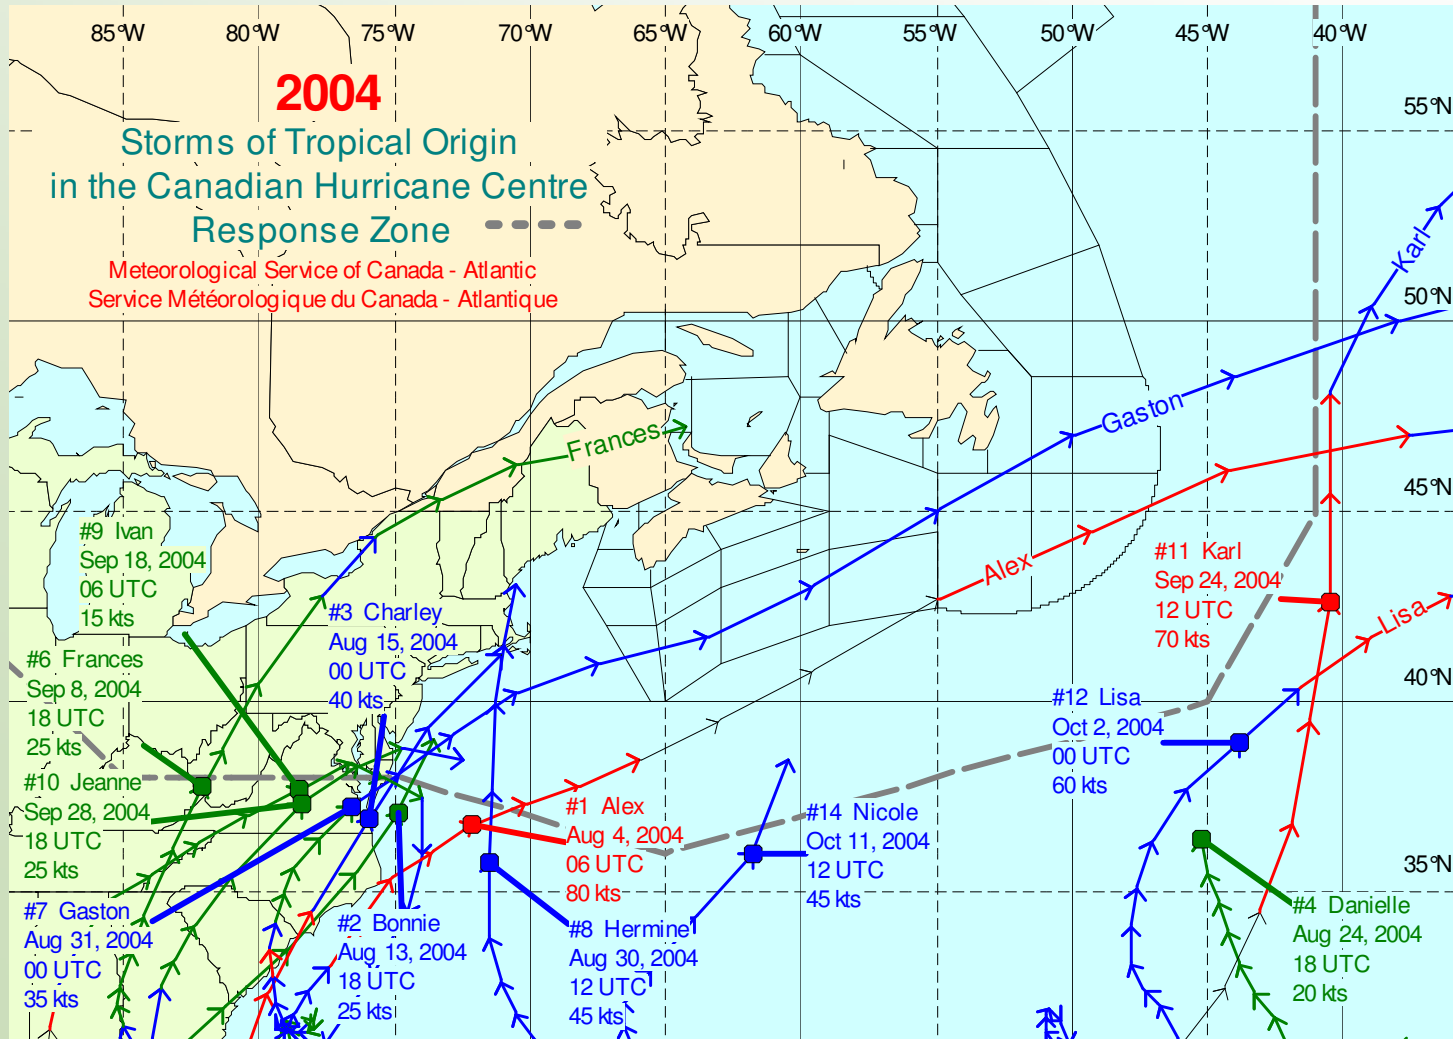 85°W 80°W 75°W 70°W 65°W 60°W 55°W 50°W 45°W 40°W
2004
Storms of Tropical Origin
in the Canadian Hurricane Centre
Response Zone
Meteorological Service of Canada - Atlantic
Service Météorologique du Canada - Atlantique
55°N
50°N
45°N
40°N
35°N
Karl
Gaston
Frances
Alex
Lisa
#9 Ivan
Sep 18, 2004
06 UTC
15 kts
#3 Charley
Aug 15, 2004
00 UTC
40 kts
#11 Karl
Sep 24, 2004
12 UTC
70 kts
#6 Frances
Sep 8, 2004
18 UTC
25 kts
#12 Lisa
Oct 2, 2004
00 UTC
60 kts
#10 Jeanne
Sep 28, 2004
18 UTC
25 kts
#1 Alex
Aug 4, 2004
06 UTC
80 kts
#14 Nicole
Oct 11, 2004
12 UTC
45 kts
#7 Gaston
Aug 31, 2004
00 UTC
35 kts
#2 Bonnie
Aug 13, 2004
18 UTC
25 kts
#8 Hermine
Aug 30, 2004
12 UTC
45 kts
#4 Danielle
Aug 24, 2004
18 UTC
20 kts